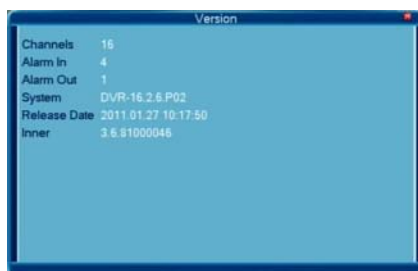 Version
Channels 16
Alarm In 4
Alarm Out 1
System DVR-16.2.6.P02
Release Date 2011.01.27 10:17:50
Inner 3.6.81000046